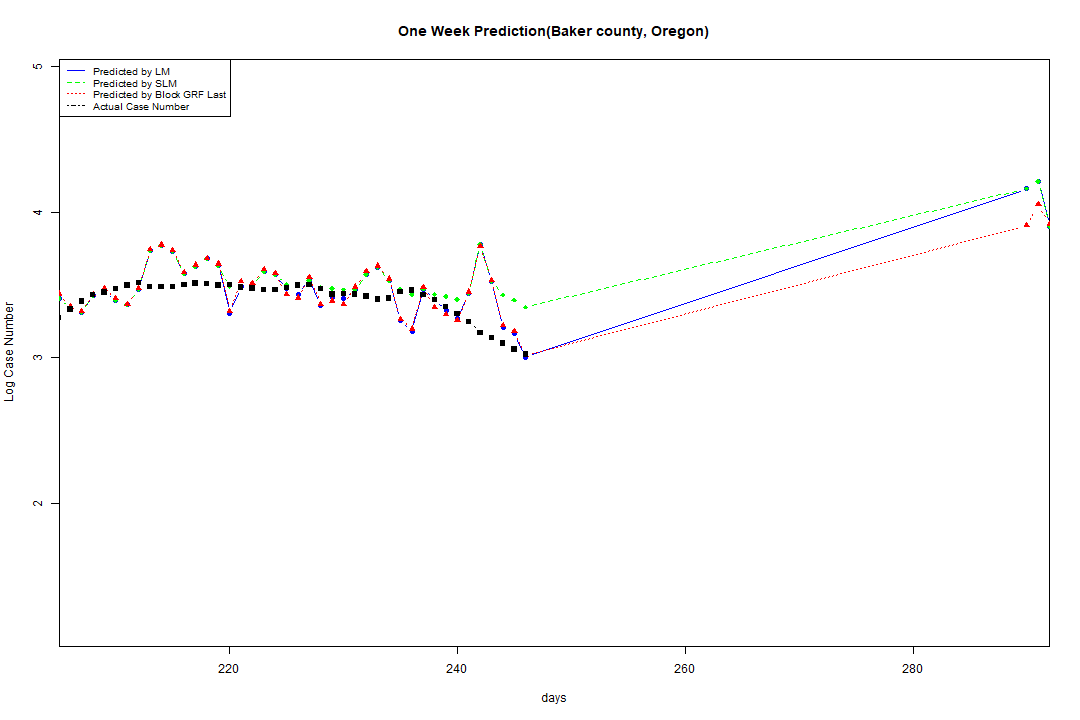 One Week Prediction(Baker county, Oregon)
Predicted by LM
Predicted by SLM
Predicted by Block GRF Last
Actual Case Number
5
4
3
2
Log Case Number
220 240 260 280
days